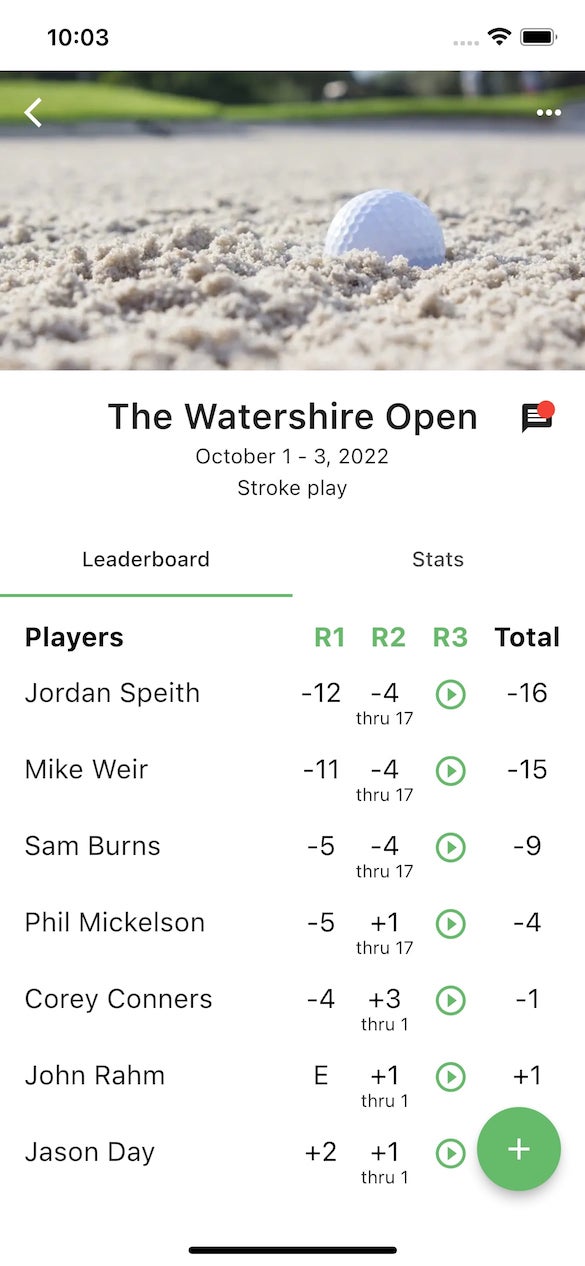 10:03
The Watershire Open
October 1 - 3, 2022
Stroke play
Leaderboard Stats
Players R1 R2 R3 Total
Jordan Speith -12 -4 -16
thru 17
Mike Weir -11 -4 -15
thru 17
Sam Burns -5 -4 -9
thru 17
Phil Mickelson -5 +1 -4
thru 17
Corey Conners -4 +3 -1
thru 1
John Rahm E +1 +1
thru 1
Jason Day +2 +1
thru 1
+